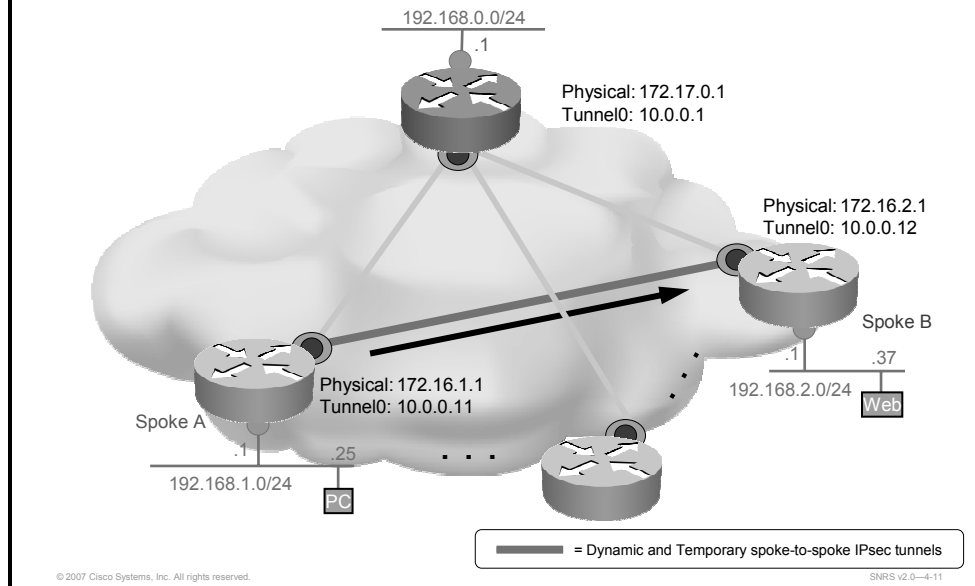 192.168.0.0/24
.1
Physical: 172.17.0.1
Tunnel0: 10.0.0.1
Physical: 172.16.2.1
Tunnel0: 10.0.0.12
Spoke B
.1
.37
192.168.2.0/24
Web
Physical: 172.16.1.1
Tunnel0: 10.0.0.11
Spoke A
.1
.25
192.168.1.0/24
PC
. . .
. . .
= Dynamic and Temporary spoke-to-spoke IPsec tunnels
© 2007 Cisco Systems, Inc. All rights reserved.
SNRS v2.0—4-11